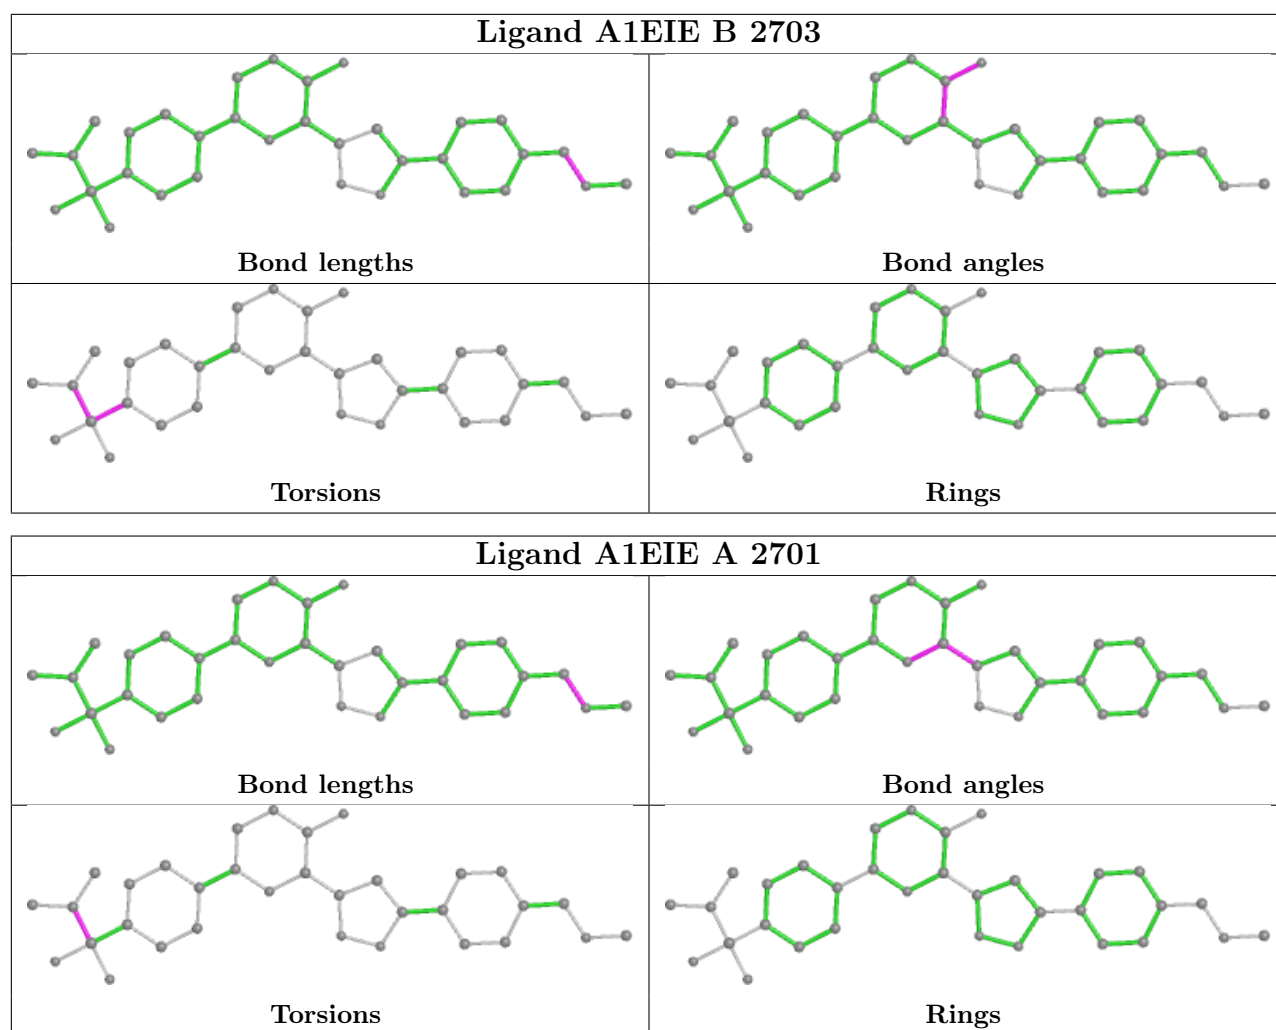 Ligand A1EIE B 2703
Bond lengths
Bond angles
Torsions
Rings
Ligand A1EIE A 2701
Bond lengths
Bond angles
Torsions
Rings